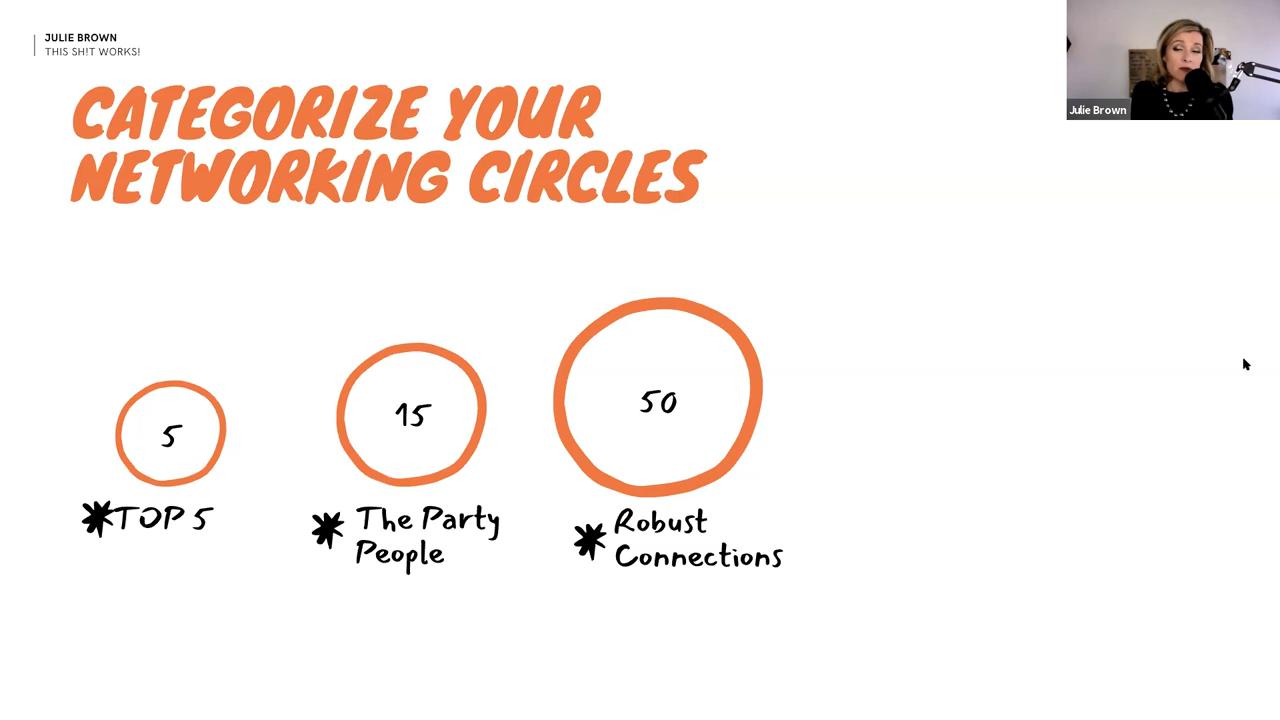 JULIE BROWN
THIS SH!T WORKS!
CATEGORIZE YOUR
NETWORKING CIRCLES
Julie Brown
5
15
50
TOP 5
The Party
People
Robust
Connections